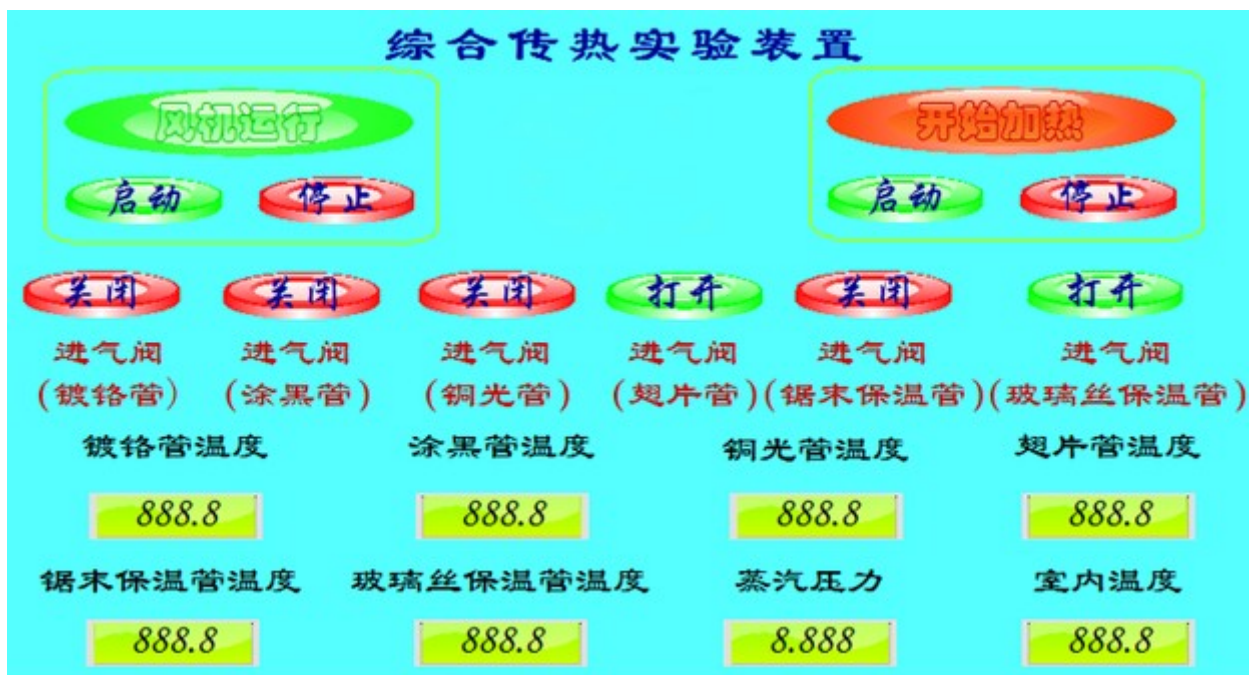 综合传热实验装置
风机运行 开始加热
启动 停止 启动 停止
关闭 关闭 关闭 打开 关闭 打开
进气阀 进气阀 进气阀 进气阀 进气阀 进气阀
(镀铬管) (涂黑管) (铜光管) (翅片管) (锯末保温管) (玻璃丝保温管)
镀铬管温度 涂黑管温度 铜光管温度 翅片管温度
888.8 888.8 888.8 888.8
锯末保温管温度 玻璃丝保温管温度 蒸汽压力 室内温度
888.8 888.8 8.888 888.8